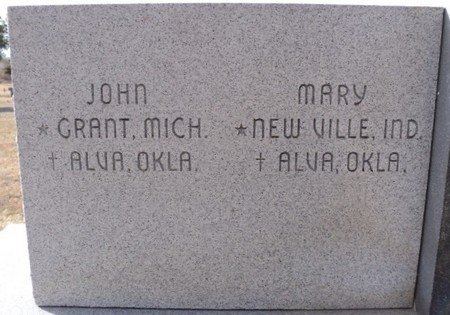 JOHN
* GRANT, MICH.
† ALVA, OKLA.
MARY
* NEW VILLE, IND.
† ALVA, OKLA.